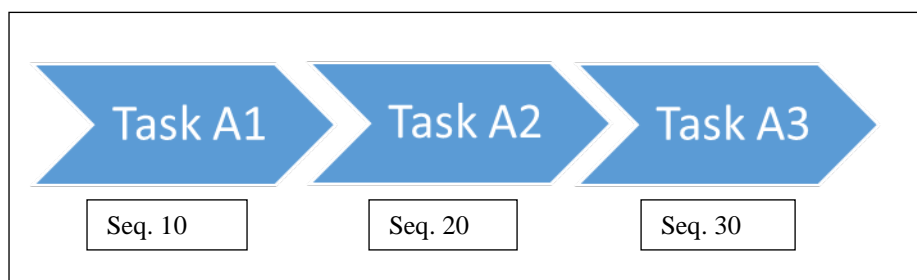 Task A1 Task A2 Task A3
Seq. 10 Seq. 20 Seq. 30